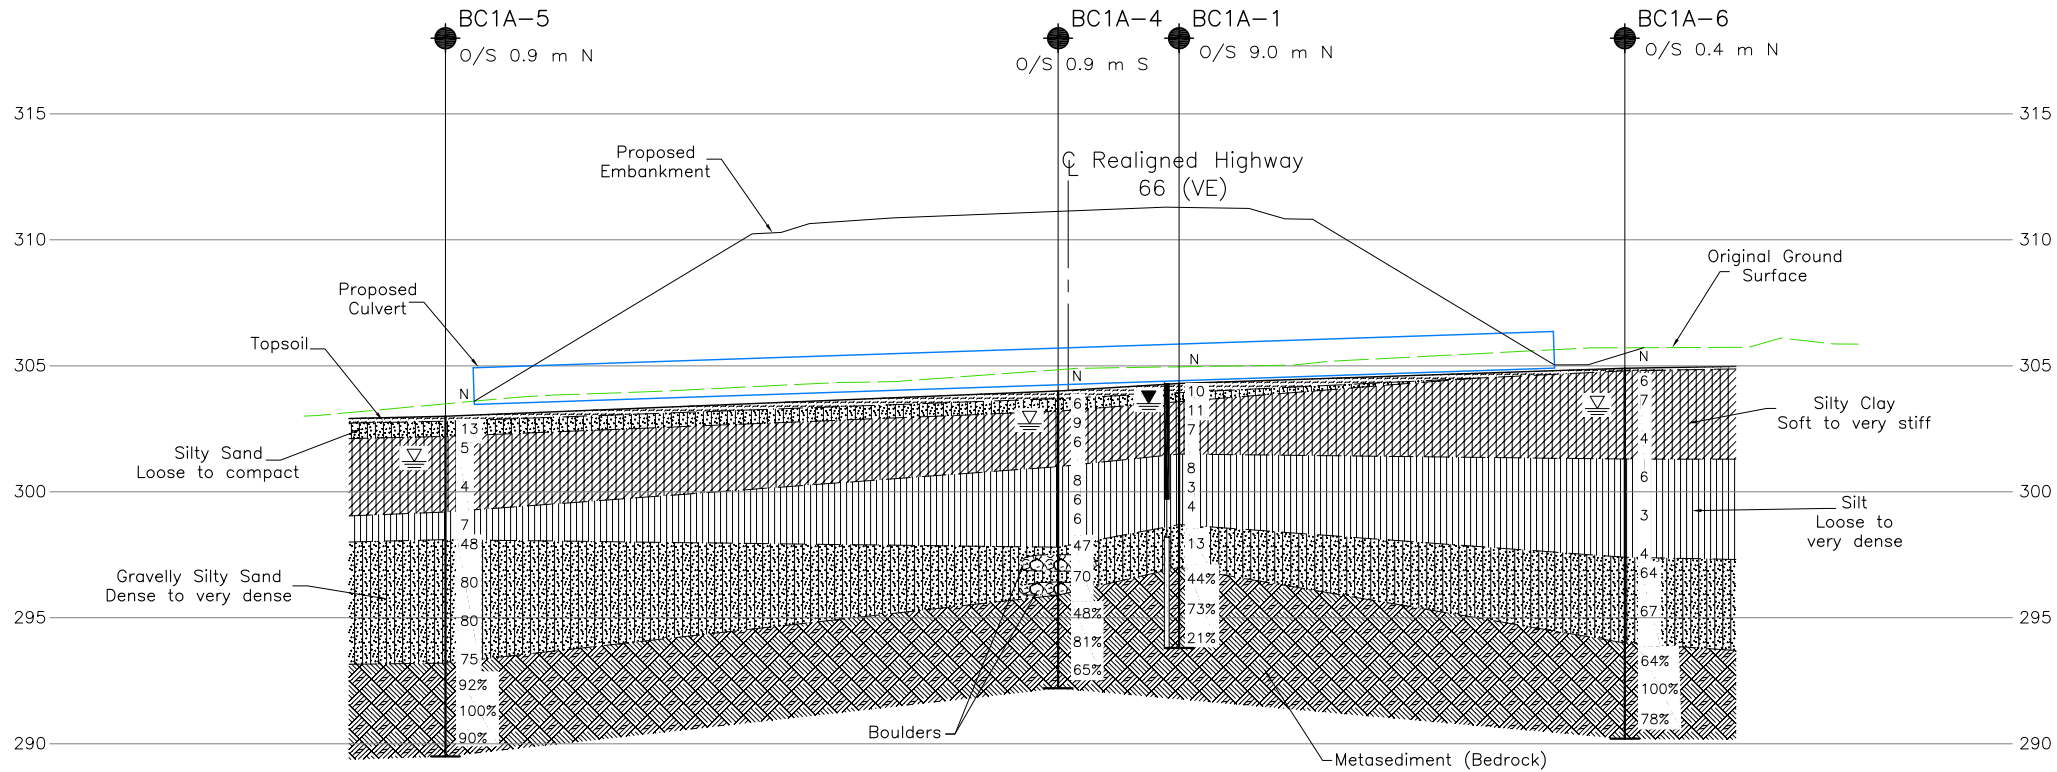 BC1A-5
O/S 0.9 m N
BC1A-4
O/S 0.9 m S
BC1A-1
O/S 9.0 m N
BC1A-6
O/S 0.4 m N
315
315
Proposed
Embankment
CL Realigned Highway
66 (VE)
310
310
Original Ground
Surface
Proposed
Culvert
Topsoil
305
305
N
N
N
N
13
5
4
7
48
80
80
75
92%
100%
90%
6
9
6
8
6
6
47
70
48%
81%
65%
10
11
7
8
3
4
13
44%
73%
21%
6
7
4
6
3
4
64
67
64%
100%
78%
Silty Sand
Loose to compact
Silty Clay
Soft to very stiff
300
300
Silt
Loose to
very dense
Gravelly Silty Sand
Dense to very dense
295
295
Boulders
290
290
Metasediment (Bedrock)